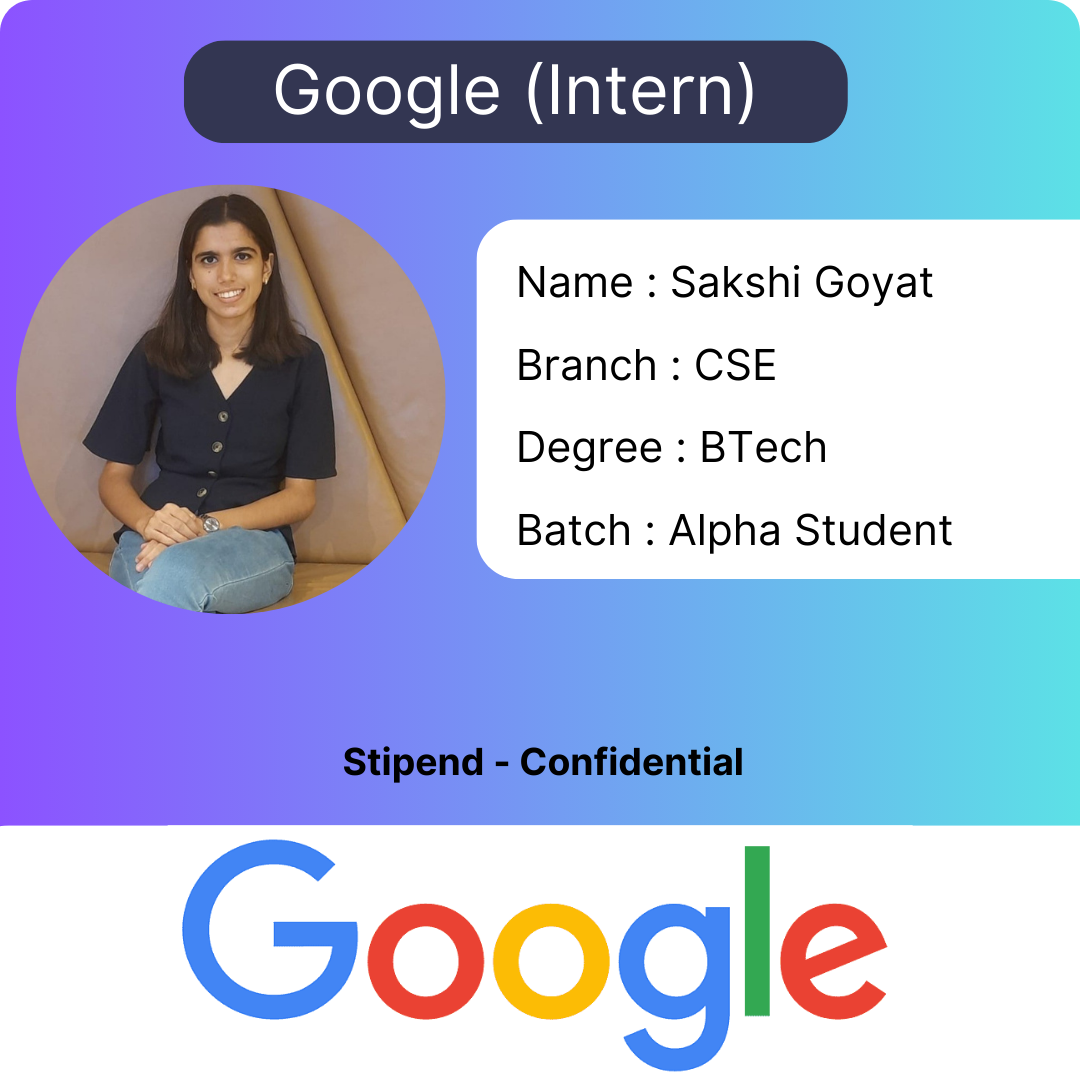 Google (Intern)
Name : Sakshi Goyat
Branch : CSE
Degree : BTech
Batch : Alpha Student
Stipend - Confidential
Google